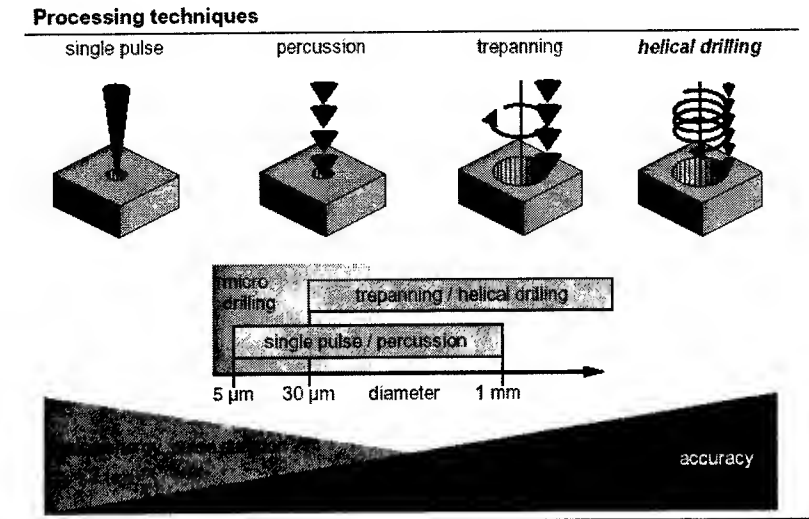 Processing techniques
single pulse
percussion
trepanning
helical drilling
micro
drilling
trepanning / helical drilling
single pulse / percussion
5 µm
30 µm
diameter
1 mm
accuracy